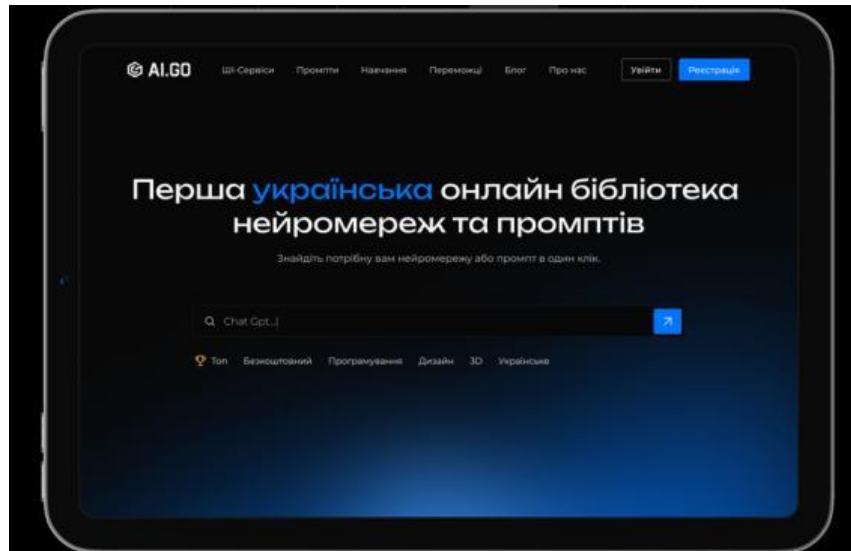 AI.GO
ШІ-Сервіси Промпти Навчання Переможці Блог Про нас Увійти Реєстрація
Перша українська онлайн бібліотека
нейромереж та промптів
Знайдіть потрібну вам нейромережу або промпт в один клік.
Chat Gpt..|
Топ Безкоштовний Програмування Дизайн 3D Українське